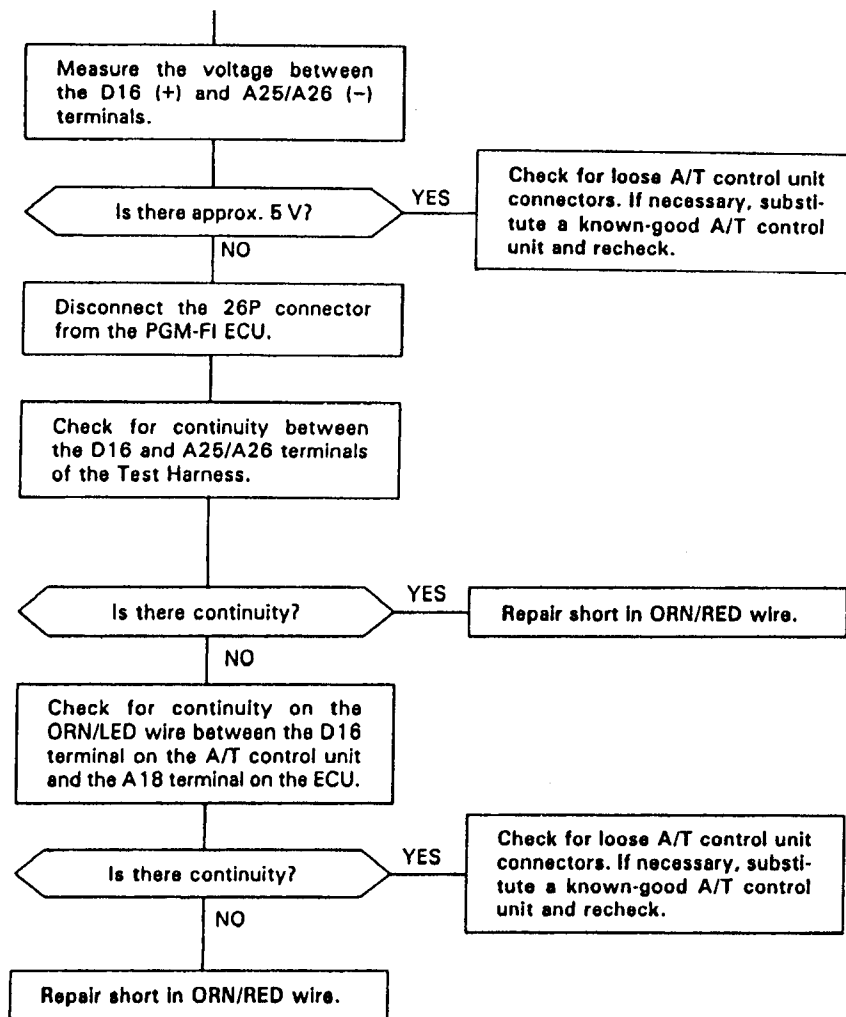 Measure the voltage between
the D16 (+) and A25/A26 (−)
terminals.
Is there approx. 5 V?
YES
Check for loose A/T control unit
connectors. If necessary, substi-
tute a known-good A/T control
unit and recheck.
NO
Disconnect the 26P connector
from the PGM-FI ECU.
Check for continuity between
the D16 and A25/A26 terminals
of the Test Harness.
Is there continuity?
YES
Repair short in ORN/RED wire.
NO
Check for continuity on the
ORN/LED wire between the D16
terminal on the A/T control unit
and the A18 terminal on the ECU.
Is there continuity?
YES
Check for loose A/T control unit
connectors. If necessary, substi-
tute a known-good A/T control
unit and recheck.
NO
Repair short in ORN/RED wire.